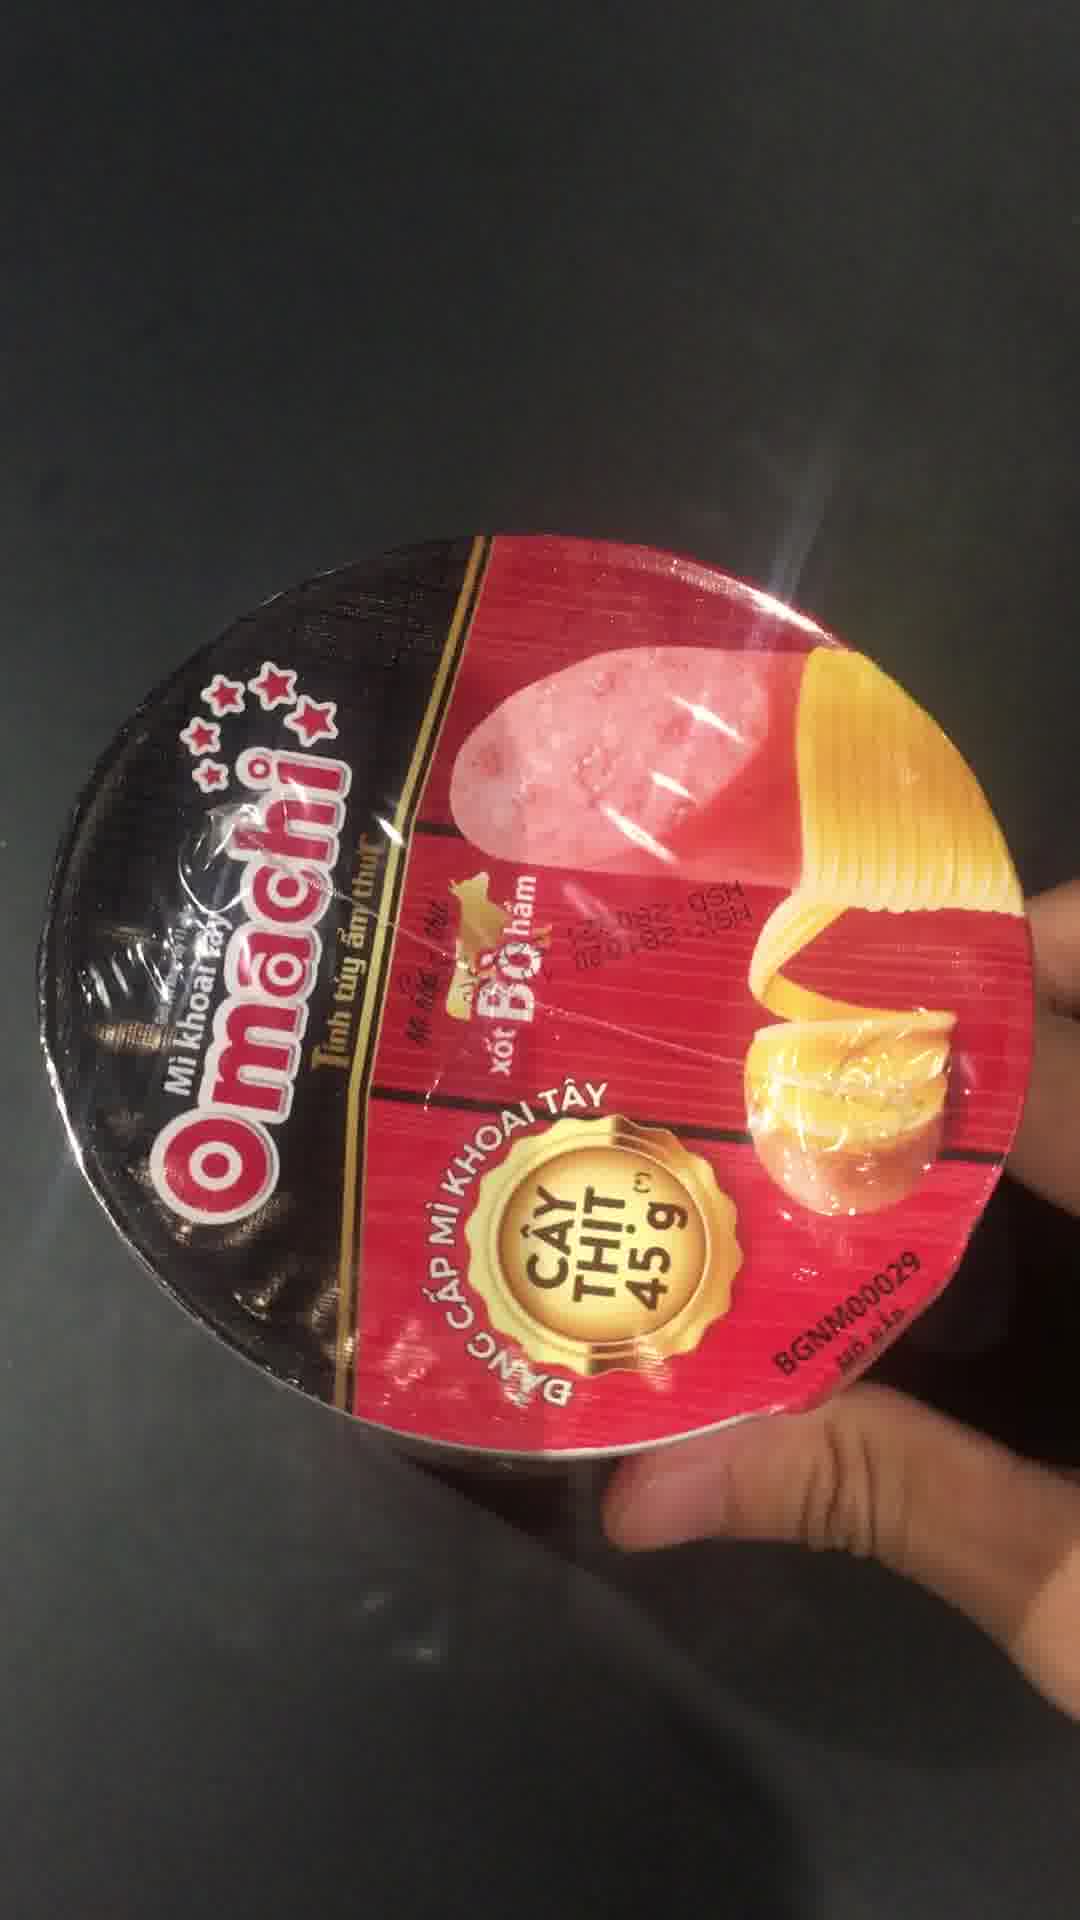 Mì khoai tây
Omachi
Tinh túy ẩm thực
xốt Bò hầm
ĐẲNG CẤP MÌ KHOAI TÂY
CÂY
THỊT
45 g
BGNM00029